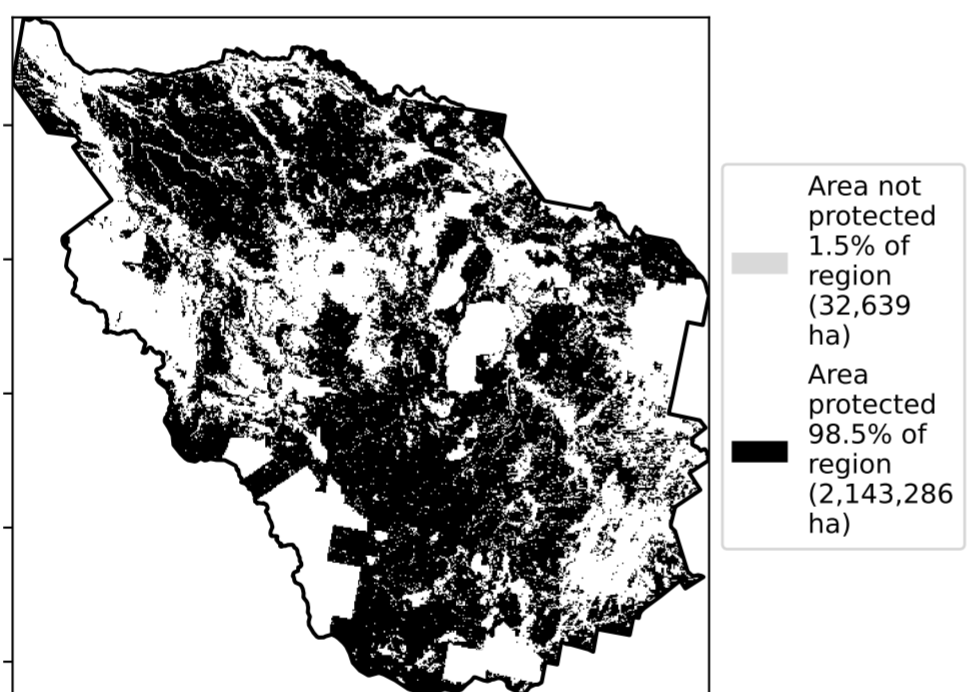 Area not
protected
1.5% of
region
(32,639
ha)
Area
protected
98.5% of
region
(2,143,286
ha)